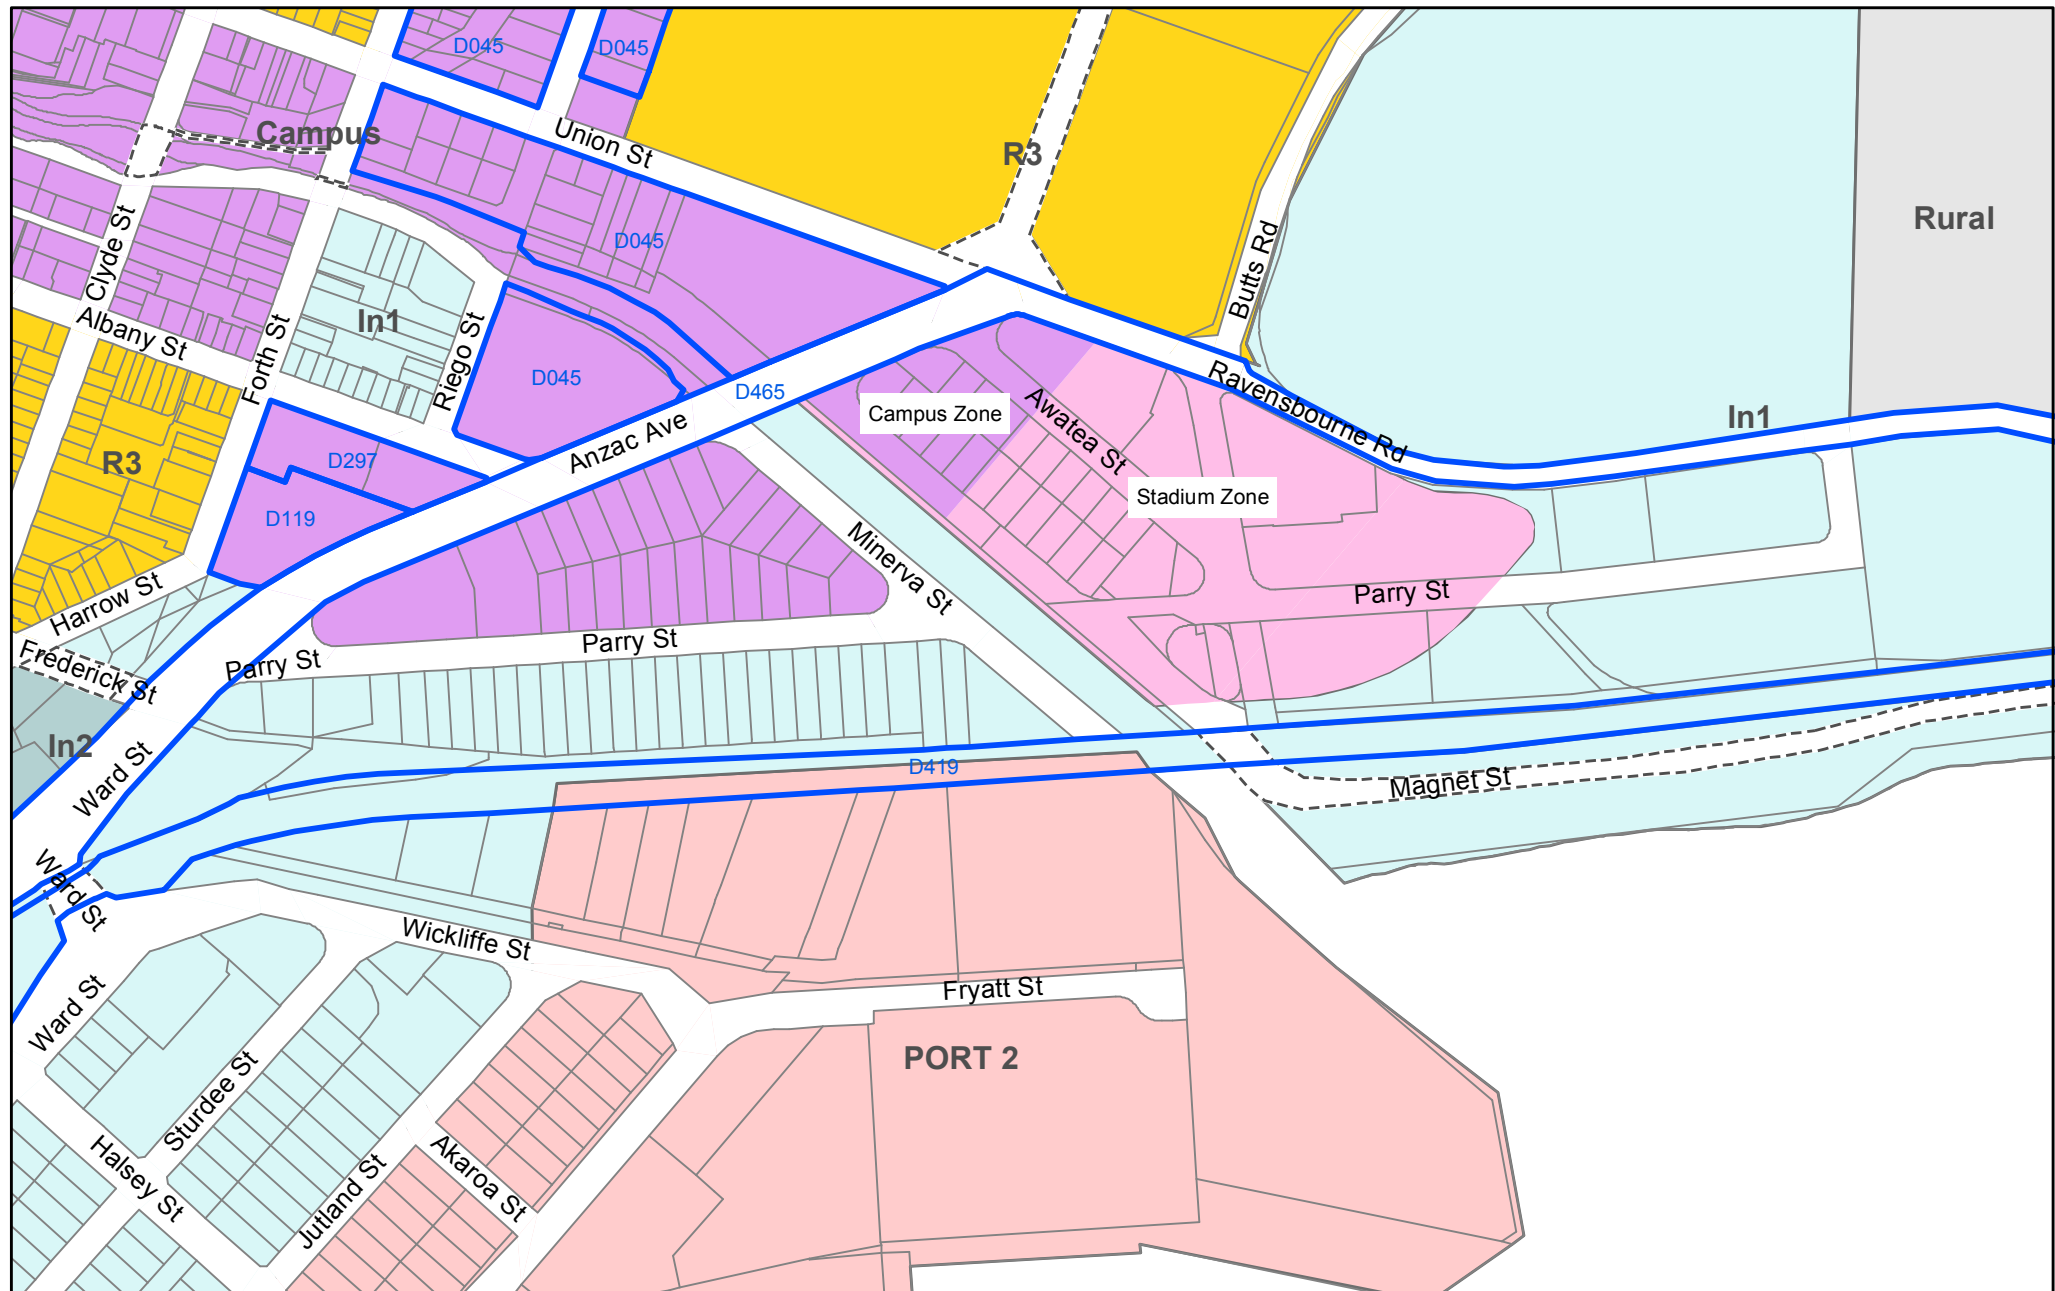 D045
D045
Campus
Union St
R3
Rural
Clyde St
D045
Butts Rd
Albany St
In1
Forth St
Riego St
D045
D465
Ravensbourne Rd
Campus Zone
Awatea St
In1
Anzac Ave
R3
D297
Stadium Zone
D119
Minerva St
Harrow St
Parry St
Parry St
Parry St
Frederick St
In2
Ward St
D419
Magnet St
Ward St
Wickliffe St
Fryatt St
Ward St
PORT 2
Sturdee St
Halsey St
Jutland St
Akaroa St